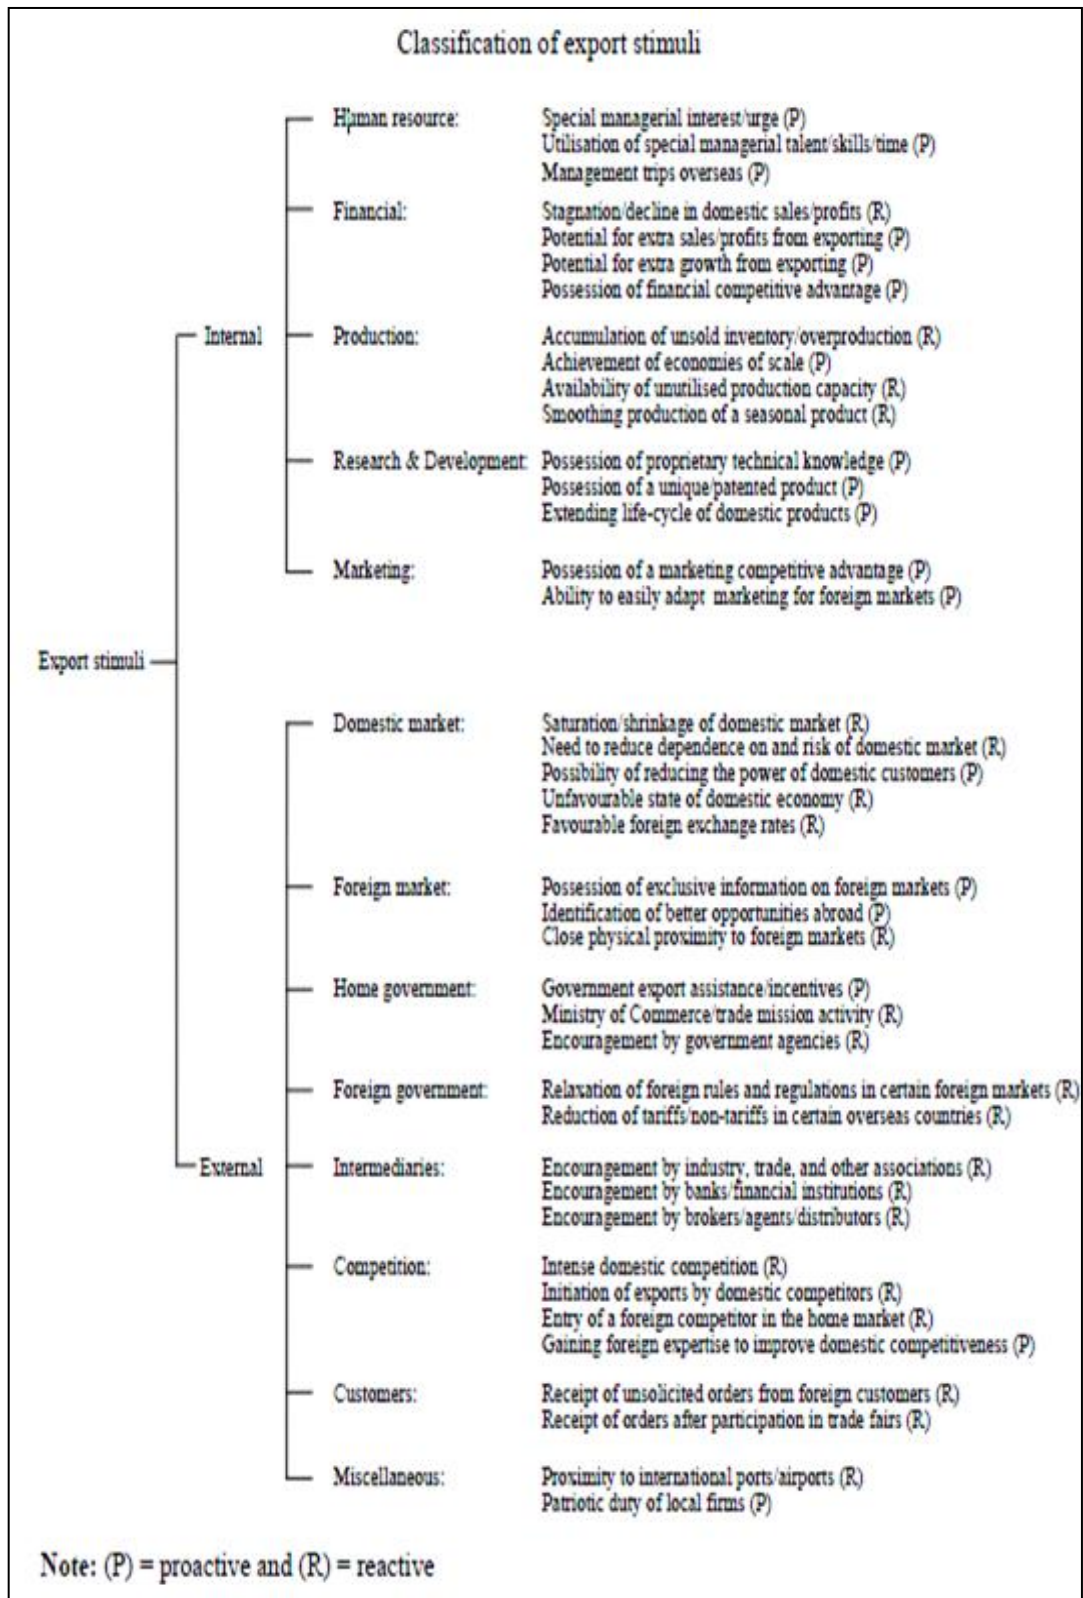 Classification of export stimuli
Human resource: Special managerial interest/urge (P)
Utilisation of special managerial talent/skills/time (P)
Management trips overseas (P)
Financial: Stagnation/decline in domestic sales/profits (R)
Potential for extra sales/profits from exporting (P)
Potential for extra growth from exporting (P)
Possession of financial competitive advantage (P)
Internal Production: Accumulation of unsold inventory/overproduction (R)
Achievement of economies of scale (P)
Availability of unutilised production capacity (R)
Smoothing production of a seasonal product (R)
Research & Development: Possession of proprietary technical knowledge (P)
Possession of a unique/patented product (P)
Extending life-cycle of domestic products (P)
Marketing: Possession of a marketing competitive advantage (P)
Ability to easily adapt marketing for foreign markets (P)
Export stimuli
Domestic market: Saturation/shrinkage of domestic market (R)
Need to reduce dependence on and risk of domestic market (R)
Possibility of reducing the power of domestic customers (P)
Unfavourable state of domestic economy (R)
Favourable foreign exchange rates (R)
Foreign market: Possession of exclusive information on foreign markets (P)
Identification of better opportunities abroad (P)
Close physical proximity to foreign markets (R)
Home government: Government export assistance/incentives (P)
Ministry of Commerce/trade mission activity (R)
Encouragement by government agencies (R)
Foreign government: Relaxation of foreign rules and regulations in certain foreign markets (R)
Reduction of tariffs/non-tariffs in certain overseas countries (R)
External Intermediaries: Encouragement by industry, trade, and other associations (R)
Encouragement by banks/financial institutions (R)
Encouragement by brokers/agents/distributors (R)
Competition: Intense domestic competition (R)
Initiation of exports by domestic competitors (R)
Entry of a foreign competitor in the home market (R)
Gaining foreign expertise to improve domestic competitiveness (P)
Customers: Receipt of unsolicited orders from foreign customers (R)
Receipt of orders after participation in trade fairs (R)
Miscellaneous: Proximity to international ports/airports (R)
Patriotic duty of local firms (P)
Note: (P) = proactive and (R) = reactive